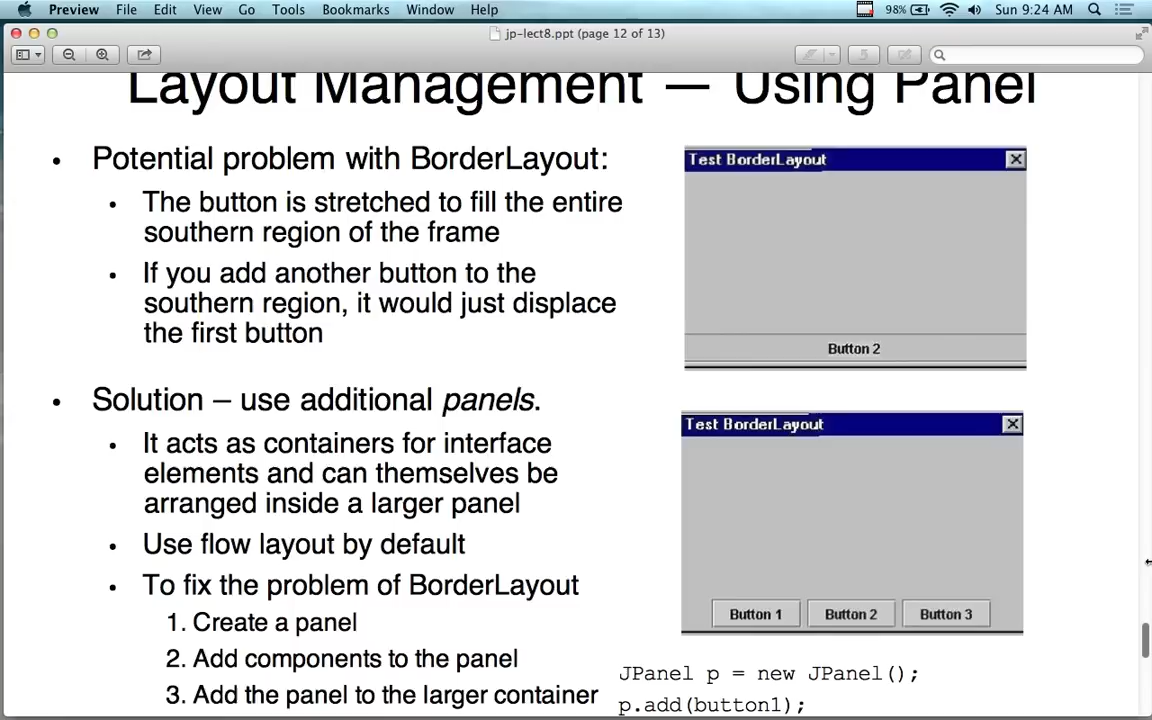 Preview File Edit View Go Tools Bookmarks Window Help 98% Sun 9:24 AM
jp-lect8.ppt (page 12 of 13)
Layout Management — Using Panel
• Potential problem with BorderLayout:
• The button is stretched to fill the entire
southern region of the frame
• If you add another button to the
southern region, it would just displace
the first button
• Solution – use additional panels.
• It acts as containers for interface
elements and can themselves be
arranged inside a larger panel
• Use flow layout by default
• To fix the problem of BorderLayout
1. Create a panel
2. Add components to the panel
3. Add the panel to the larger container
Test BorderLayout
Button 2
Test BorderLayout
Button 1 Button 2 Button 3
JPanel p = new JPanel();
p.add(button1);